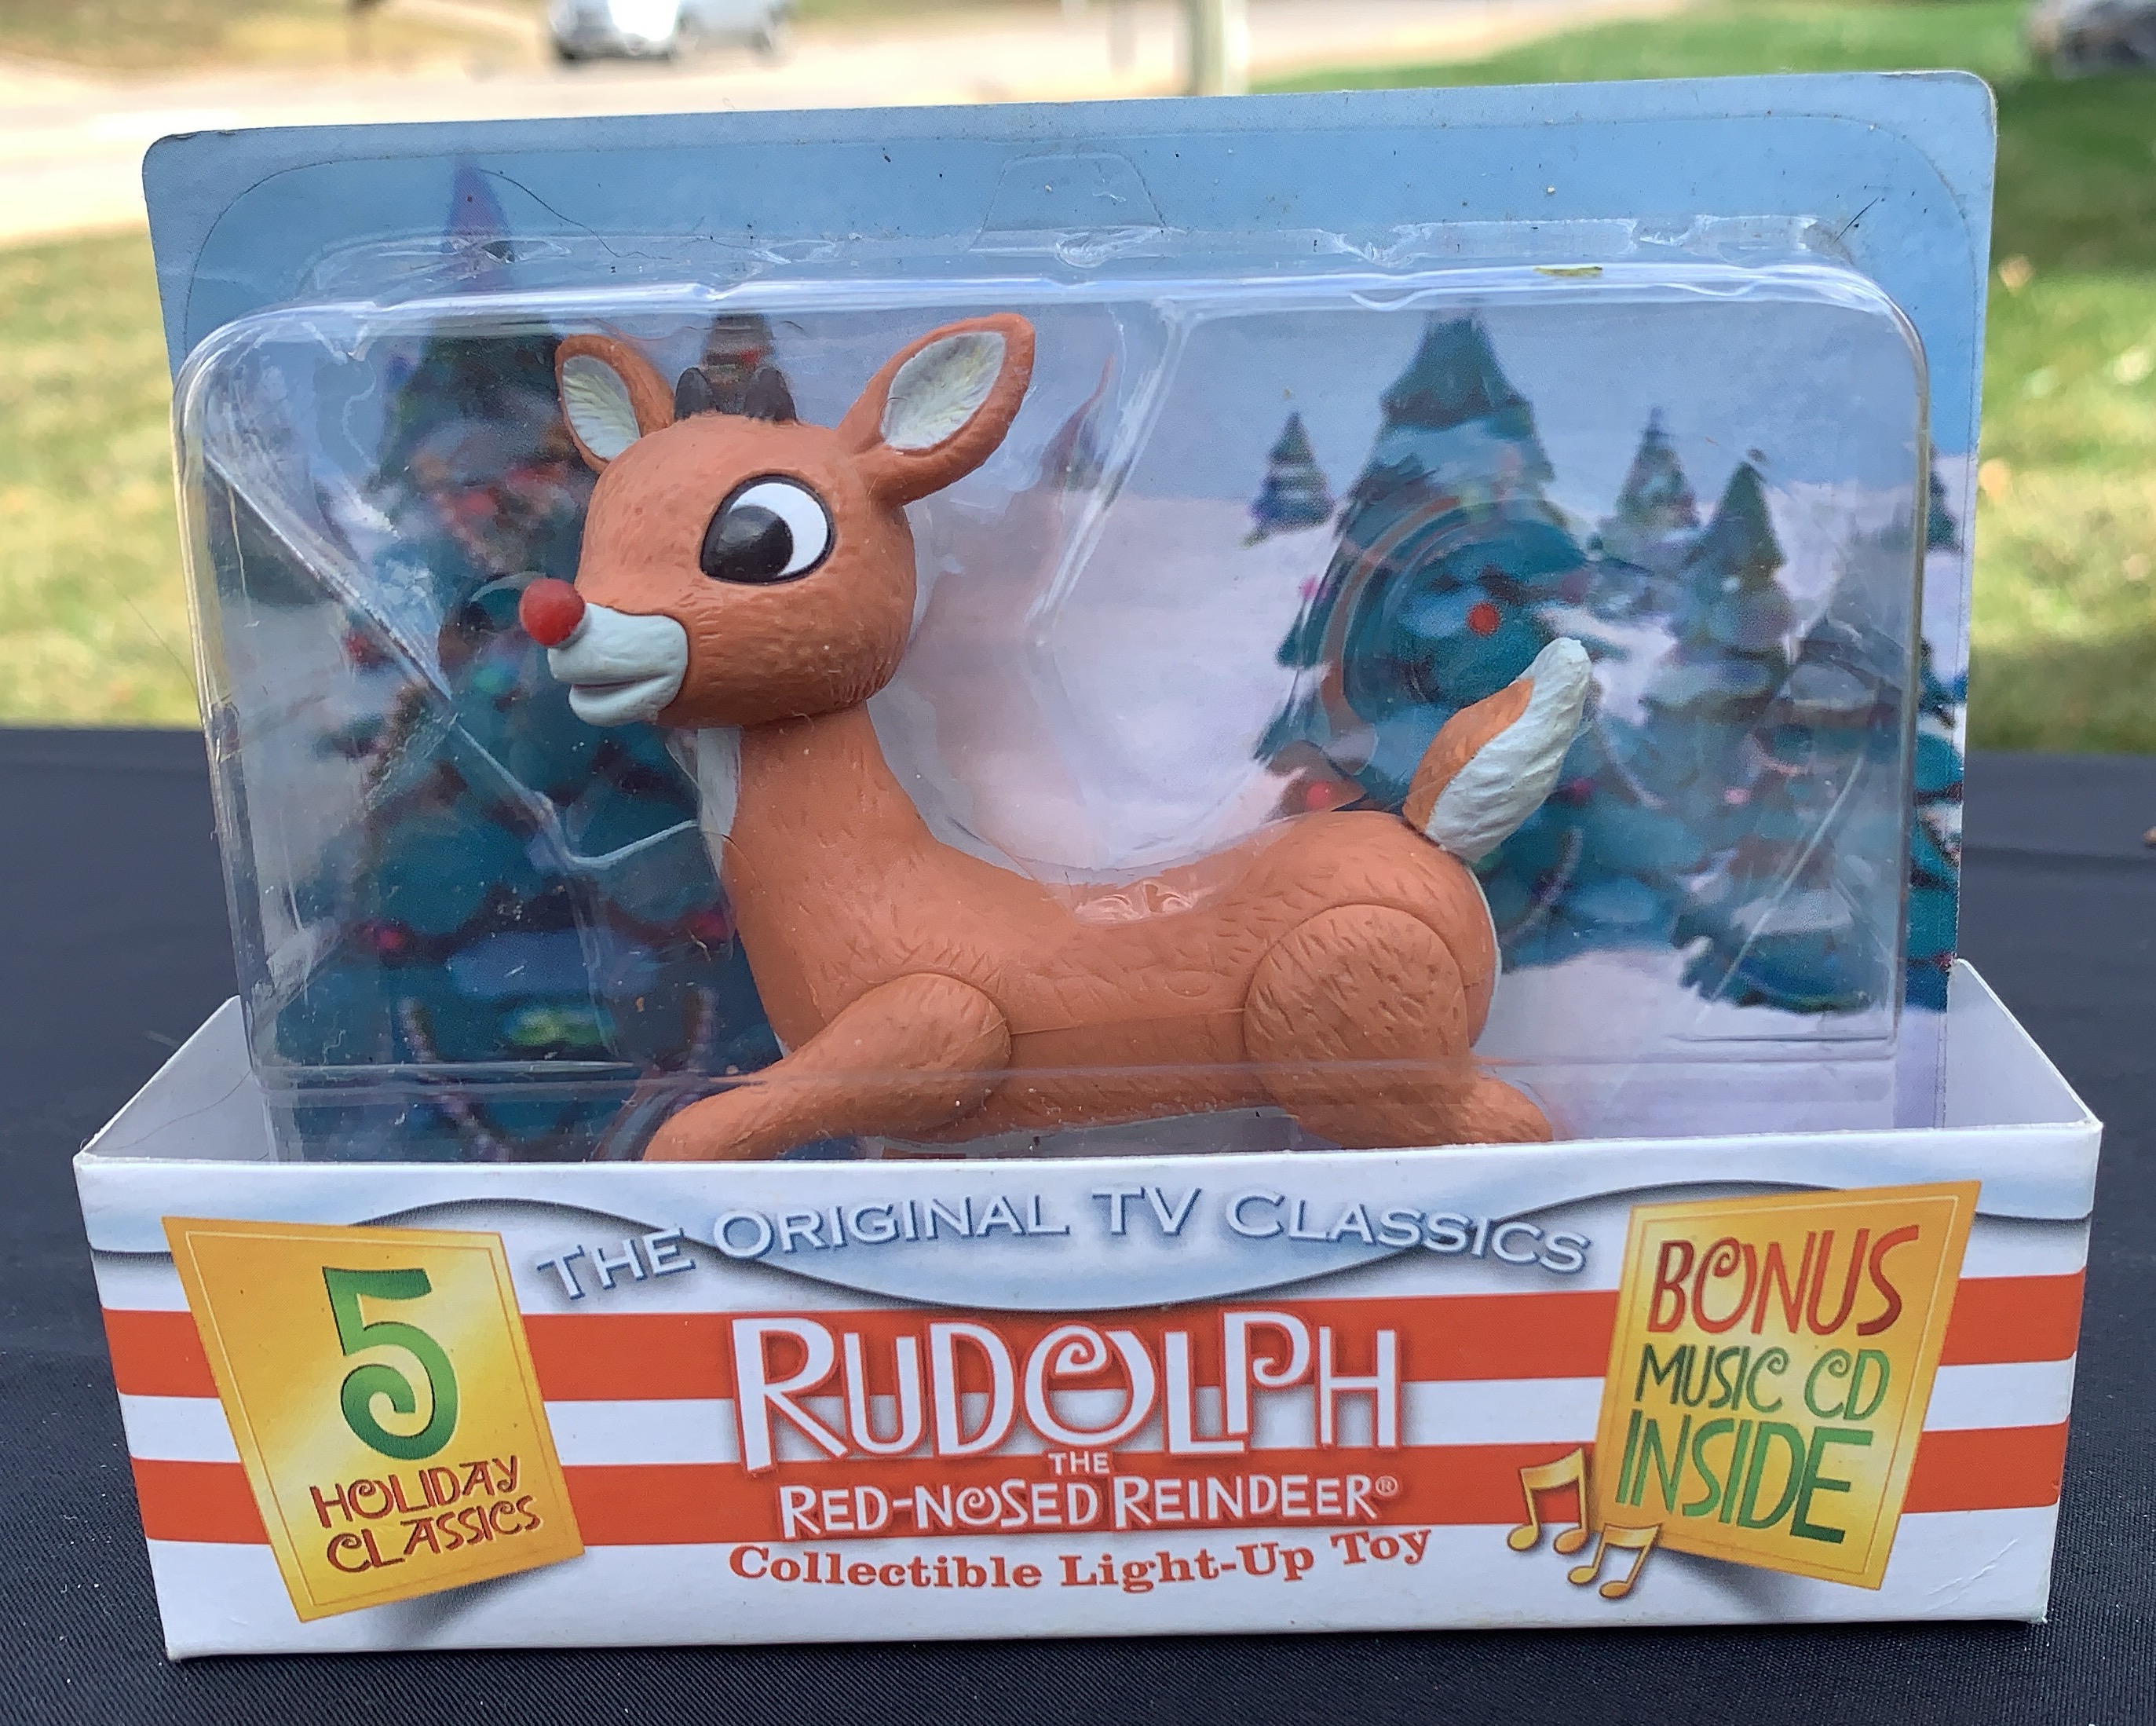 THE ORIGINAL TV CLASSICS
5
HOLIDAY
CLASSICS
RUDOLPH
THE
RED-NOSED REINDEER®
Collectible Light-Up Toy
BONUS
MUSIC CD
INSIDE